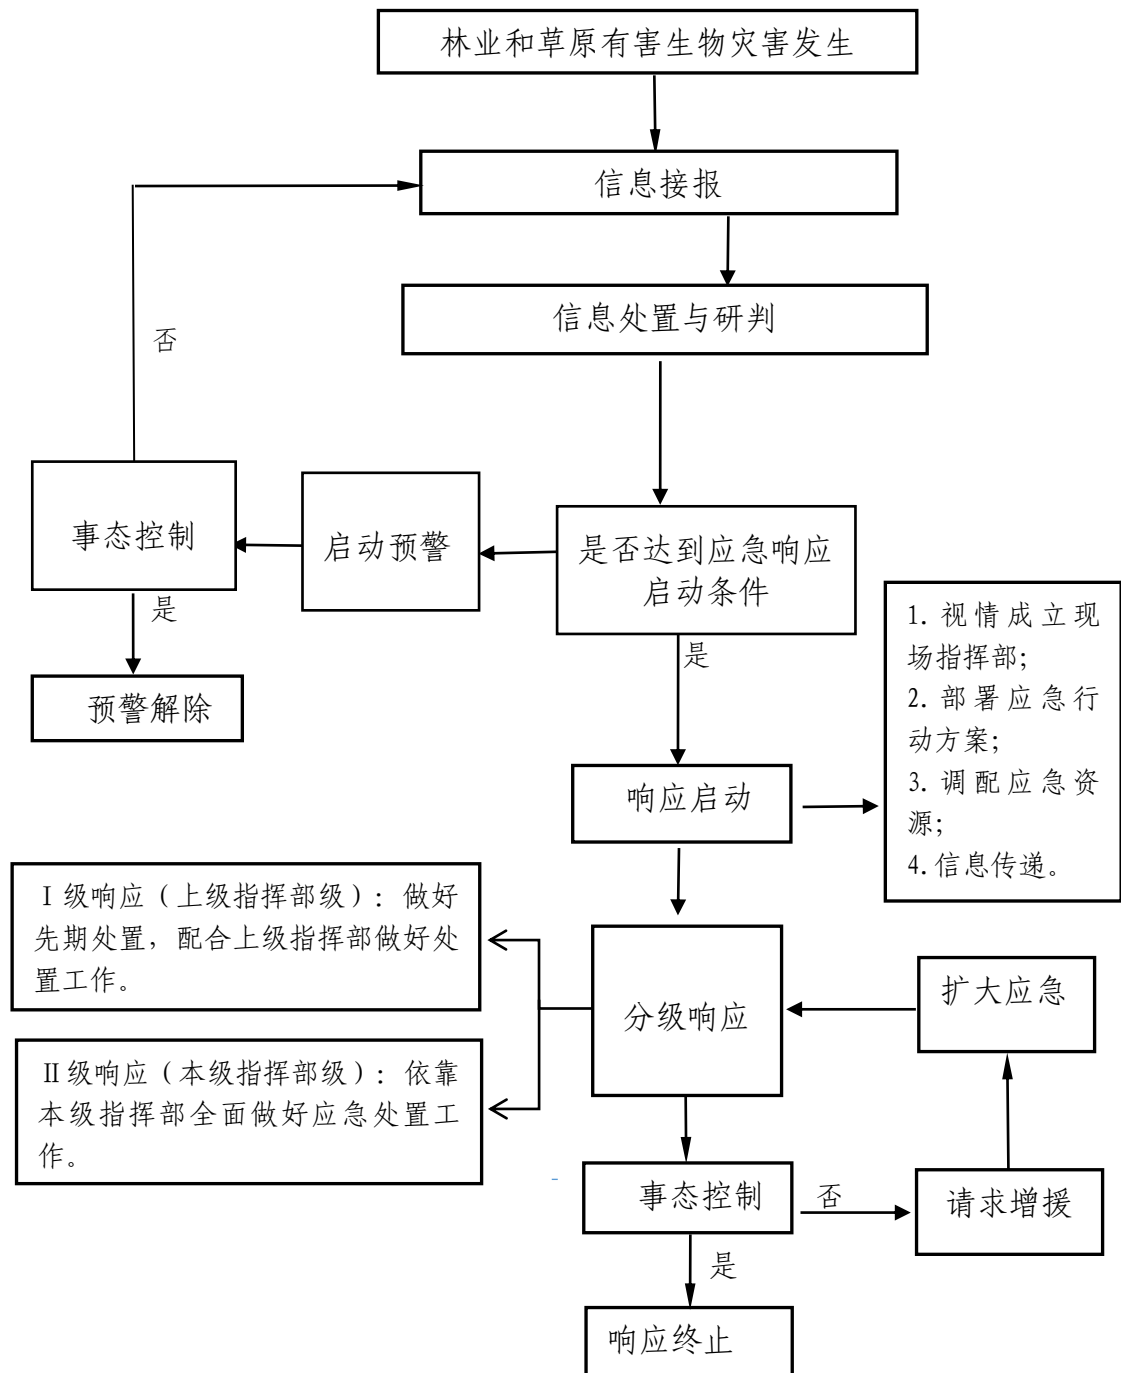 林业和草原有害生物灾害发生
信息接报
信息处置与研判
否
事态控制
启动预警
是否达到应急响应
启动条件
是
是
预警解除
响应启动
1. 视情成立现
场指挥部；
2. 部署应急行
动方案；
3. 调配应急资
源；
4. 信息传递。
Ⅰ级响应（上级指挥部级）：做好
先期处置，配合上级指挥部做好处
置工作。
分级响应
扩大应急
Ⅱ级响应（本级指挥部级）：依靠
本级指挥部全面做好应急处置工
作。
事态控制
否
请求增援
是
响应终止